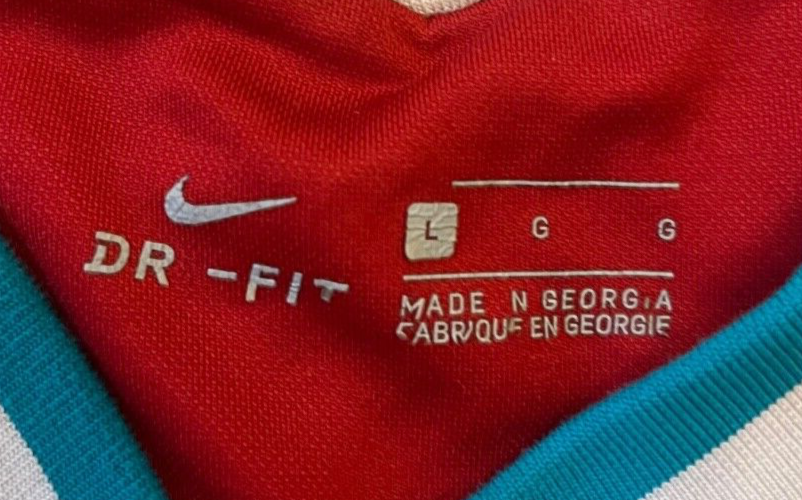 DR -FIT
L G G
MADE N GEORGIA
FABRIQUE EN GEORGIE